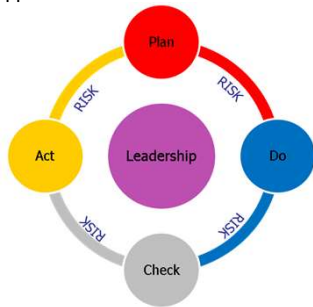 Plan
RISK
RISK
Act
Leadership
Do
RISK
RISK
Check